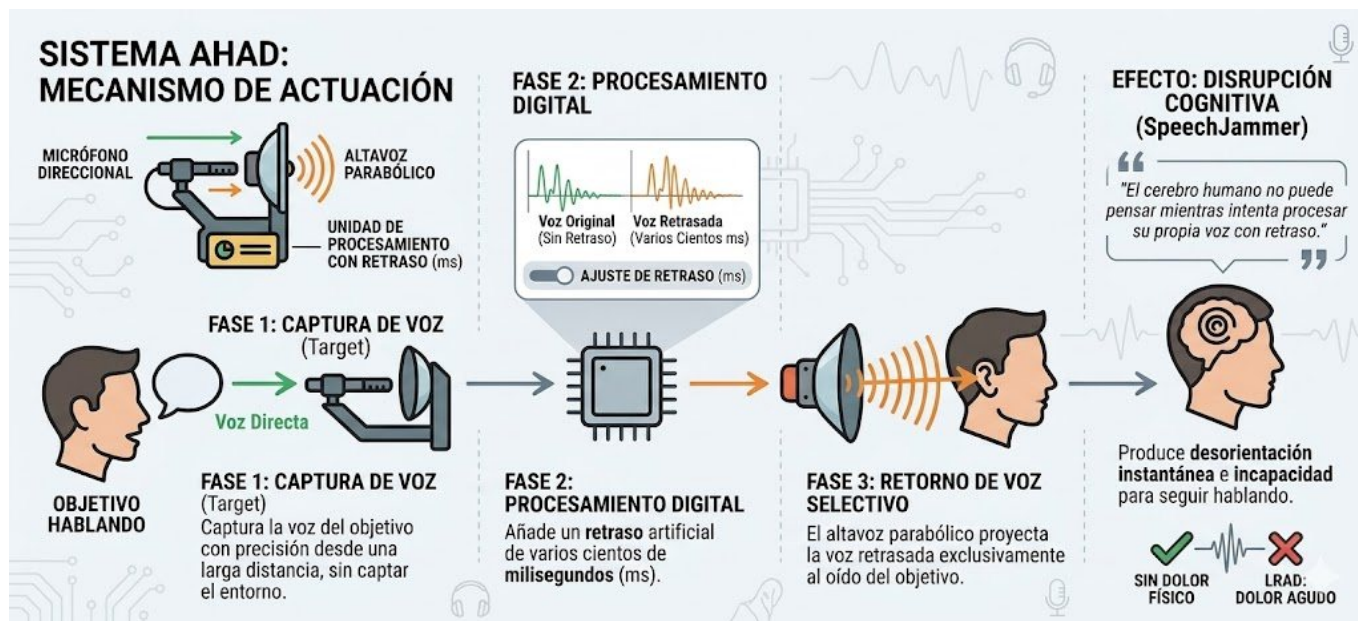 SISTEMA AHAD:
MECANISMO DE ACTUACIÓN
MICRÓFONO
DIRECCIONAL
ALTAVOZ
PARABÓLICO
UNIDAD DE
PROCESAMIENTO
CON RETRASO (ms)
FASE 1: CAPTURA DE VOZ
(Target)
Voz Directa
OBJETIVO
HABLANDO
FASE 1: CAPTURA DE VOZ
(Target)
Captura la voz del objetivo
con precisión desde una
larga distancia, sin captar
el entorno.
FASE 2: PROCESAMIENTO
DIGITAL
Voz Original
(Sin Retraso)
Voz Retrasada
(Varios Cientos ms)
AJUSTE DE RETRASO (ms)
FASE 2:
PROCESAMIENTO DIGITAL
Añade un retraso artificial
de varios cientos de
milisegundos (ms).
FASE 3: RETORNO DE VOZ
SELECTIVO
El altavoz parabólico proyecta
la voz retrasada exclusivamente
al oído del objetivo.
EFECTO: DISRUPCIÓN
COGNITIVA
(SpeechJammer)
"El cerebro humano no puede
pensar mientras intenta procesar
su propia voz con retraso."
Produce desorientación
instantánea e incapacidad
para seguir hablando.
SIN DOLOR
FÍSICO
LRAD:
DOLOR AGUDO